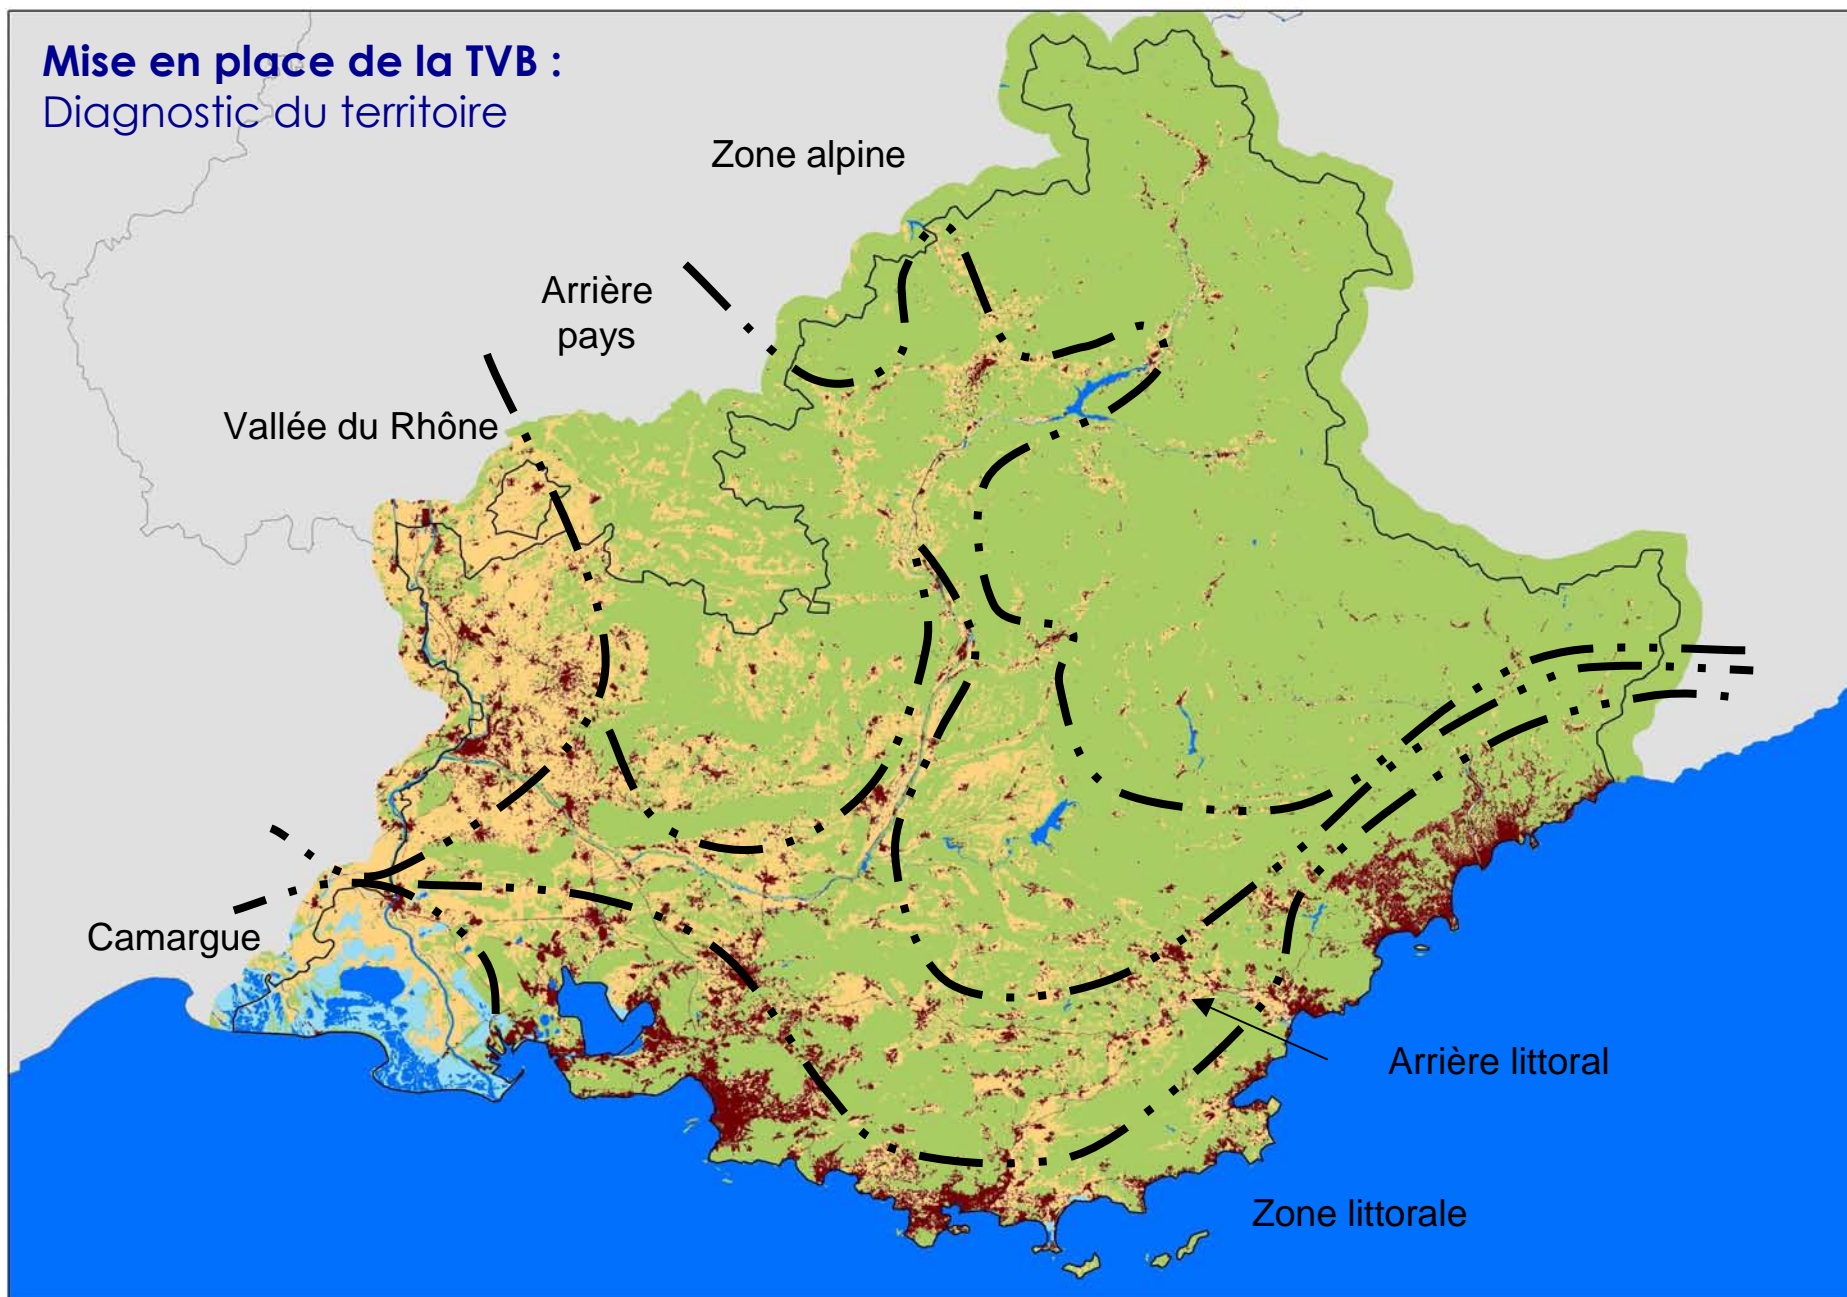 Mise en place de la TVB :
Diagnostic du territoire
Zone alpine
Arrière
pays
Vallée du Rhône
Camargue
Arrière littoral
Zone littorale